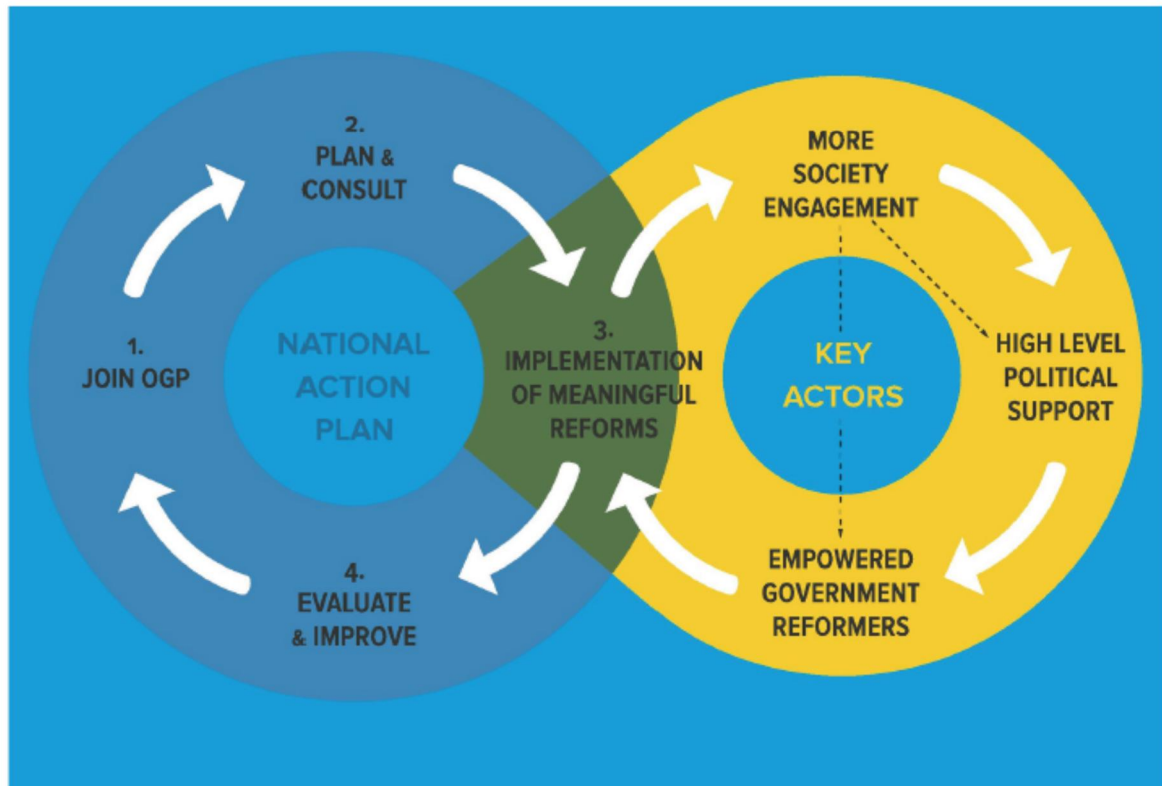 2.
PLAN &
CONSULT
1.
JOIN OGP
NATIONAL
ACTION
PLAN
3.
IMPLEMENTATION
OF MEANINGFUL
REFORMS
4.
EVALUATE
& IMPROVE
MORE
SOCIETY
ENGAGEMENT
KEY
ACTORS
HIGH LEVEL
POLITICAL
SUPPORT
EMPOWERED
GOVERNMENT
REFORMERS